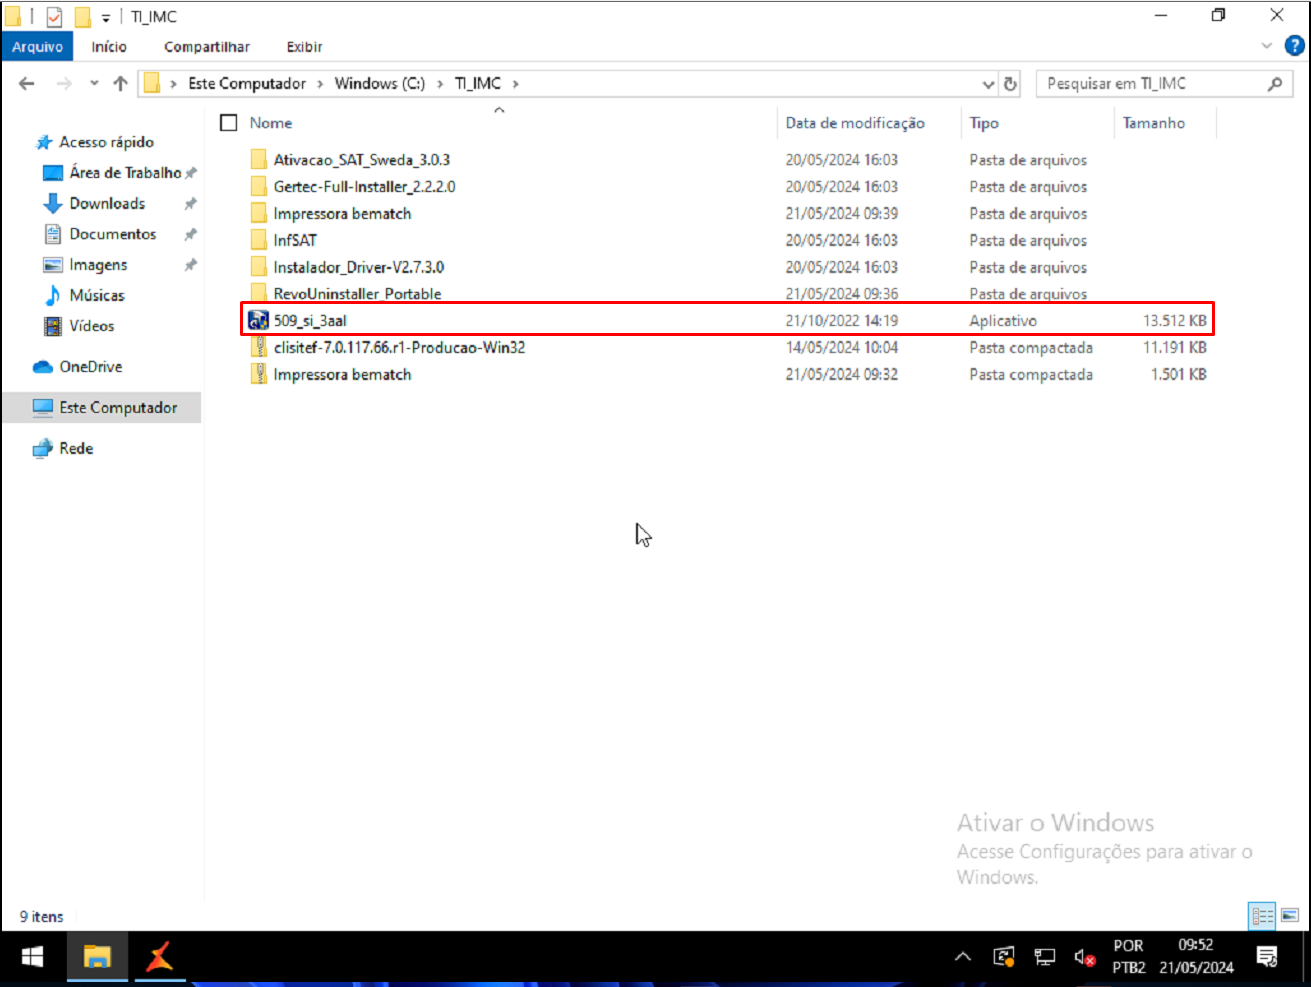 TI_IMC
Arquivo Início Compartilhar Exibir
Este Computador > Windows (C:) > TI_IMC > Pesquisar em TI_IMC
Nome Data de modificação Tipo Tamanho
Acesso rápido
Área de Trabalho
Downloads
Documentos
Imagens
Músicas
Vídeos
OneDrive
Este Computador
Rede
Ativacao_SAT_Sweda_3.0.3 20/05/2024 16:03 Pasta de arquivos
Gertec-Full-Installer_2.2.2.0 20/05/2024 16:03 Pasta de arquivos
Impressora bematch 21/05/2024 09:39 Pasta de arquivos
InfSAT 20/05/2024 16:03 Pasta de arquivos
Instalador_Driver-V2.7.3.0 20/05/2024 16:03 Pasta de arquivos
RevoUninstaller_Portable 21/05/2024 09:36 Pasta de arquivos
509_si_3aal 21/10/2022 14:19 Aplicativo 13.512 KB
clisitef-7.0.117.66.r1-Producao-Win32 14/05/2024 10:04 Pasta compactada 11.191 KB
Impressora bematch 21/05/2024 09:32 Pasta compactada 1.501 KB
Ativar o Windows
Acesse Configurações para ativar o
Windows.
9 itens
POR 09:52
PTB2 21/05/2024